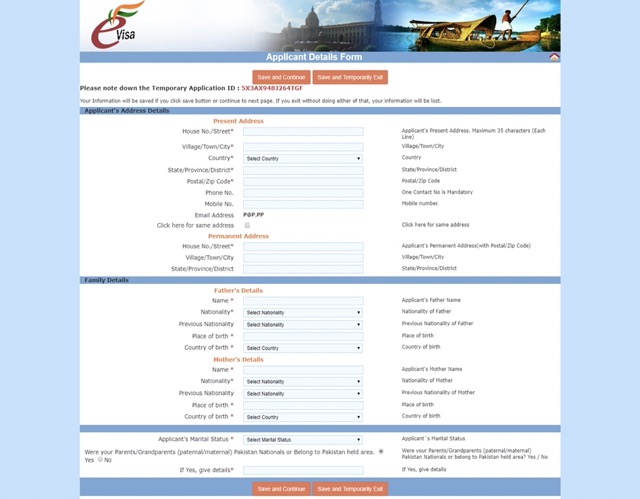 eVisa
Applicant Details Form
Save and Continue Save and Temporarily Exit
Please note down the Temporary Application ID : 5X3AX948J264TGF
Your Information will be saved if you click save button or continue to next page. If you exit without doing either of that, your information will be lost.
Applicant's Address Details
Present Address
House No./Street* Applicant's Present Address. Maximum 35 characters (Each Line)
Village/Town/City* Village/Town/City
Country* Select Country Country
State/Province/District* State/Province/District
Postal/Zip Code* Postal/Zip Code
Phone No. One Contact No is Mandatory
Mobile No. Mobile number.
Email Address P@P.PP
Click here for same address Click here for same address
Permanent Address
House No./Street* Applicant's Permanent Address(with Postal/Zip Code)
Village/Town/City Village/Town/City
State/Province/District State/Province/District
Family Details
Father's Details
Name * Applicant's Father Name
Nationality* Select Nationality Nationality of Father
Previous Nationality Select Nationality Previous Nationality of Father
Place of birth * Place of birth
Country of birth * Select Country Country of birth
Mother's Details
Name * Applicant's Mother Name
Nationality* Select Nationality Nationality of Mother
Previous Nationality Select Nationality Previous Nationality of Mother
Place of birth * Place of birth
Country of birth * Select Country Country of birth
Applicant's Marital Status * Select Marital Status Applicant`s Marital Status
Were your Parents/Grandparents (paternal/maternal) Pakistan Nationals or Belong to Pakistan held area. Were your Parents/Grandparents (paternal/maternal)
Yes No Pakistan Nationals or belong to Pakistan held area? Yes / No
If Yes, give details* If Yes, give details
Save and Continue Save and Temporarily Exit